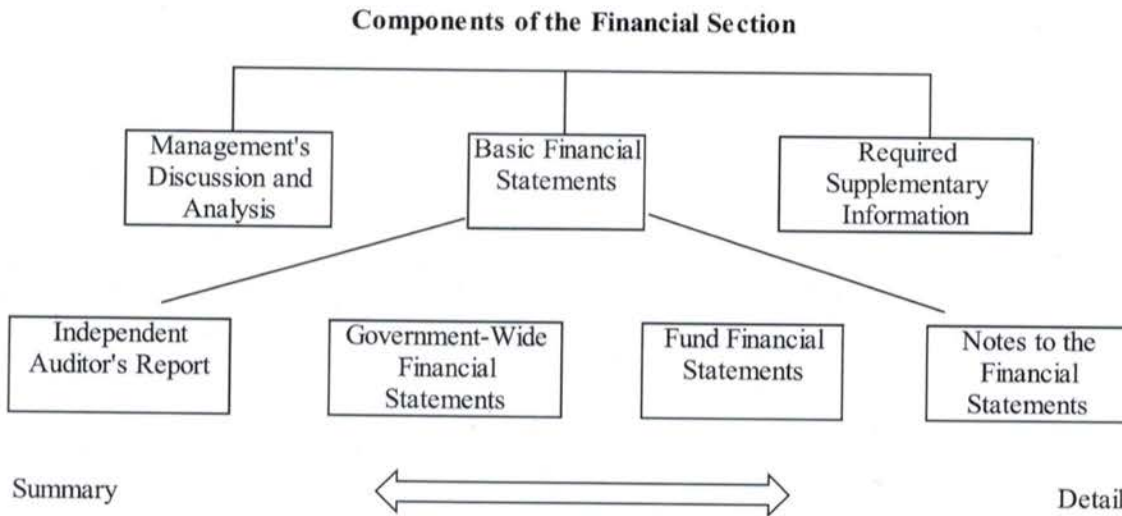 Components of the Financial Section
Management's
Discussion and
Analysis
Basic Financial
Statements
Required
Supplementary
Information
Independent
Auditor's Report
Government-Wide
Financial
Statements
Fund Financial
Statements
Notes to the
Financial
Statements
Summary
Detail